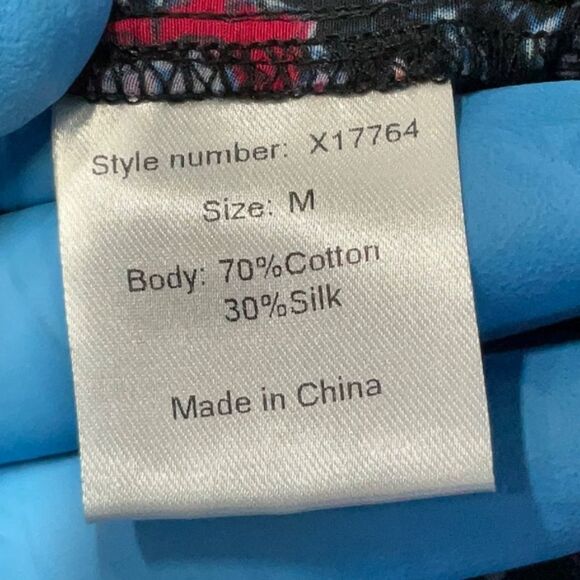 Style number: X17764
Size: M
Body: 70%Cotton
30%Silk
Made in China